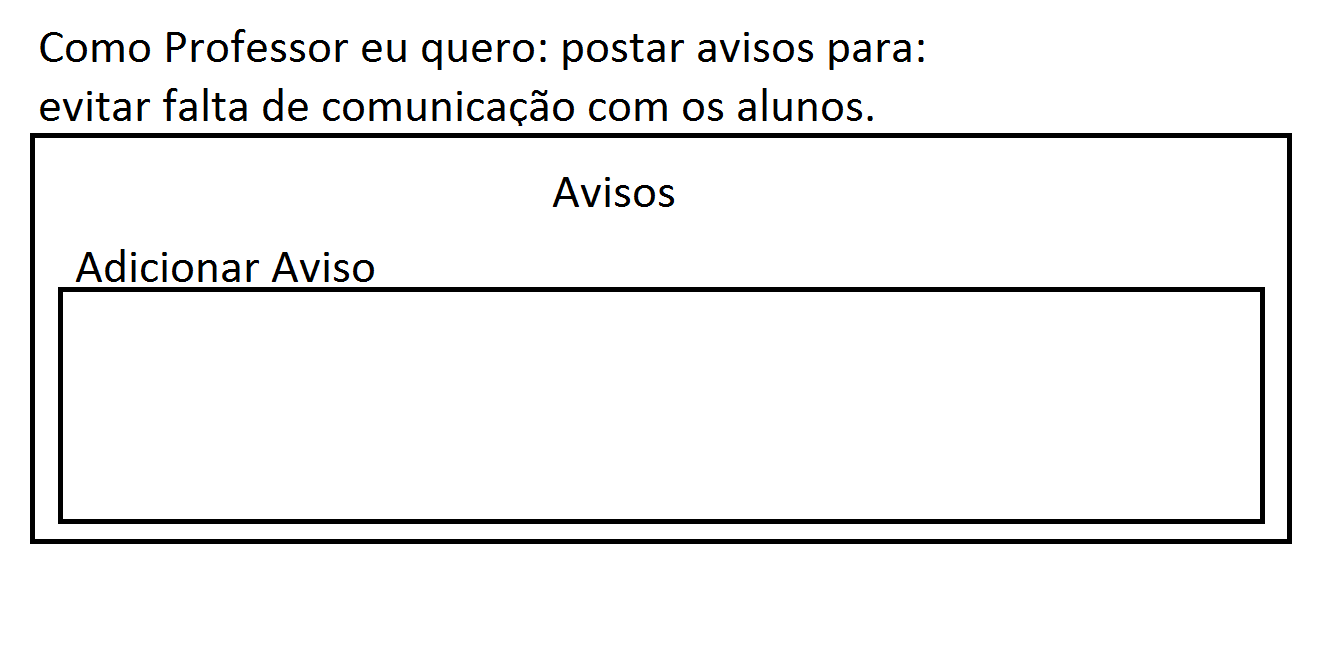 Como Professor eu quero: postar avisos para:
evitar falta de comunicação com os alunos.
Avisos
Adicionar Aviso